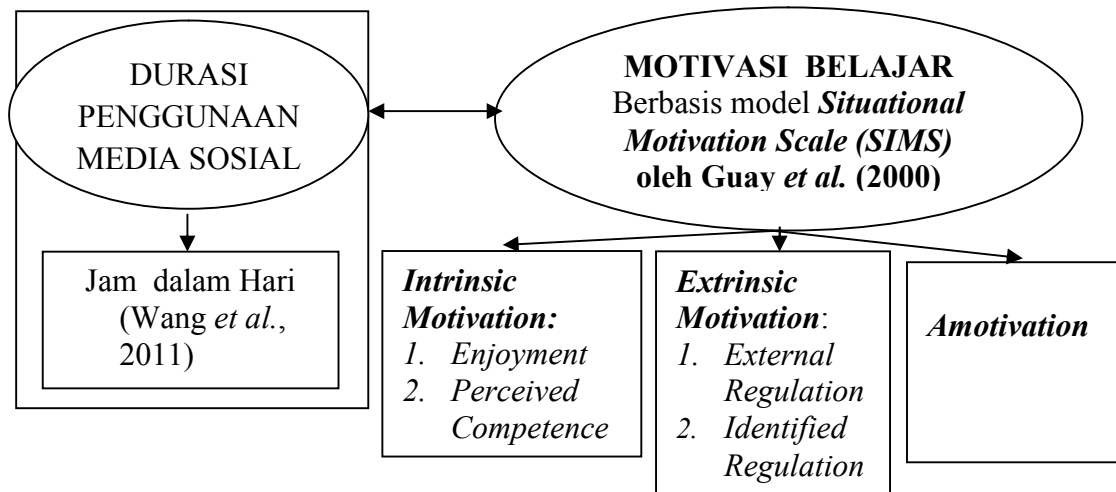 DURASI
PENGGUNAAN
MEDIA SOSIAL
MOTIVASI BELAJAR
Berbasis model Situational
Motivation Scale (SIMS)
oleh Guay et al. (2000)
Jam dalam Hari
(Wang et al.,
2011)
Intrinsic
Motivation:
1. Enjoyment
2. Perceived
Competence
Extrinsic
Motivation:
1. External
Regulation
2. Identified
Regulation
Amotivation